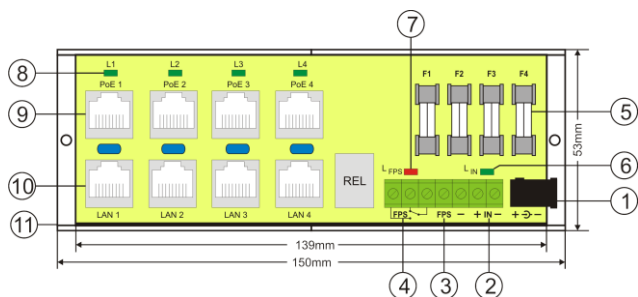 7
L1 L2 L3 L4 F1 F2 F3 F4
8
PoE 1 PoE 2 PoE 3 PoE 4
9
5
53mm
L FPS L IN
6
10
REL
1
LAN 1 LAN 2 LAN 3 LAN 4
FPS FPS − + IN − + −
11
139mm
4 3 2
150mm